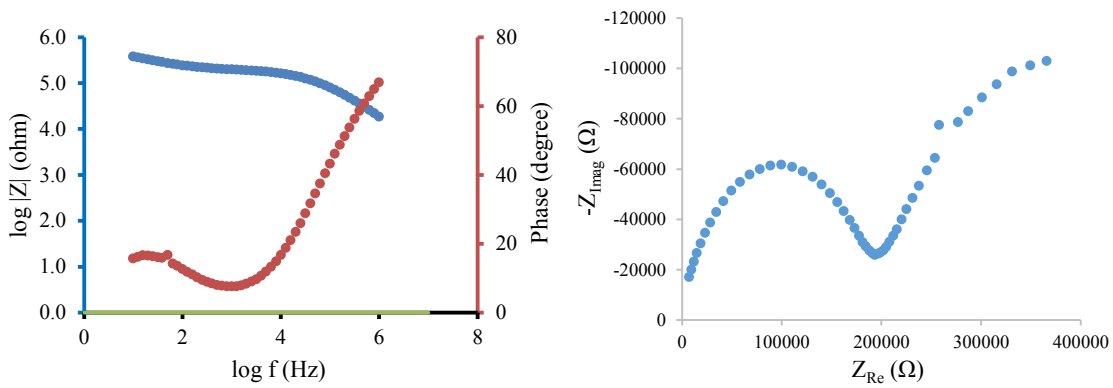 6.0
5.0
4.0
3.0
2.0
1.0
0.0
log |Z| (ohm)
0 2 4 6 8
log f (Hz)
80
60
40
20
0
Phase (degree)
-120000
-100000
-80000
-60000
-40000
-20000
0
-Z_Imag (Ω)
0 100000 200000 300000 400000
Z_Re (Ω)